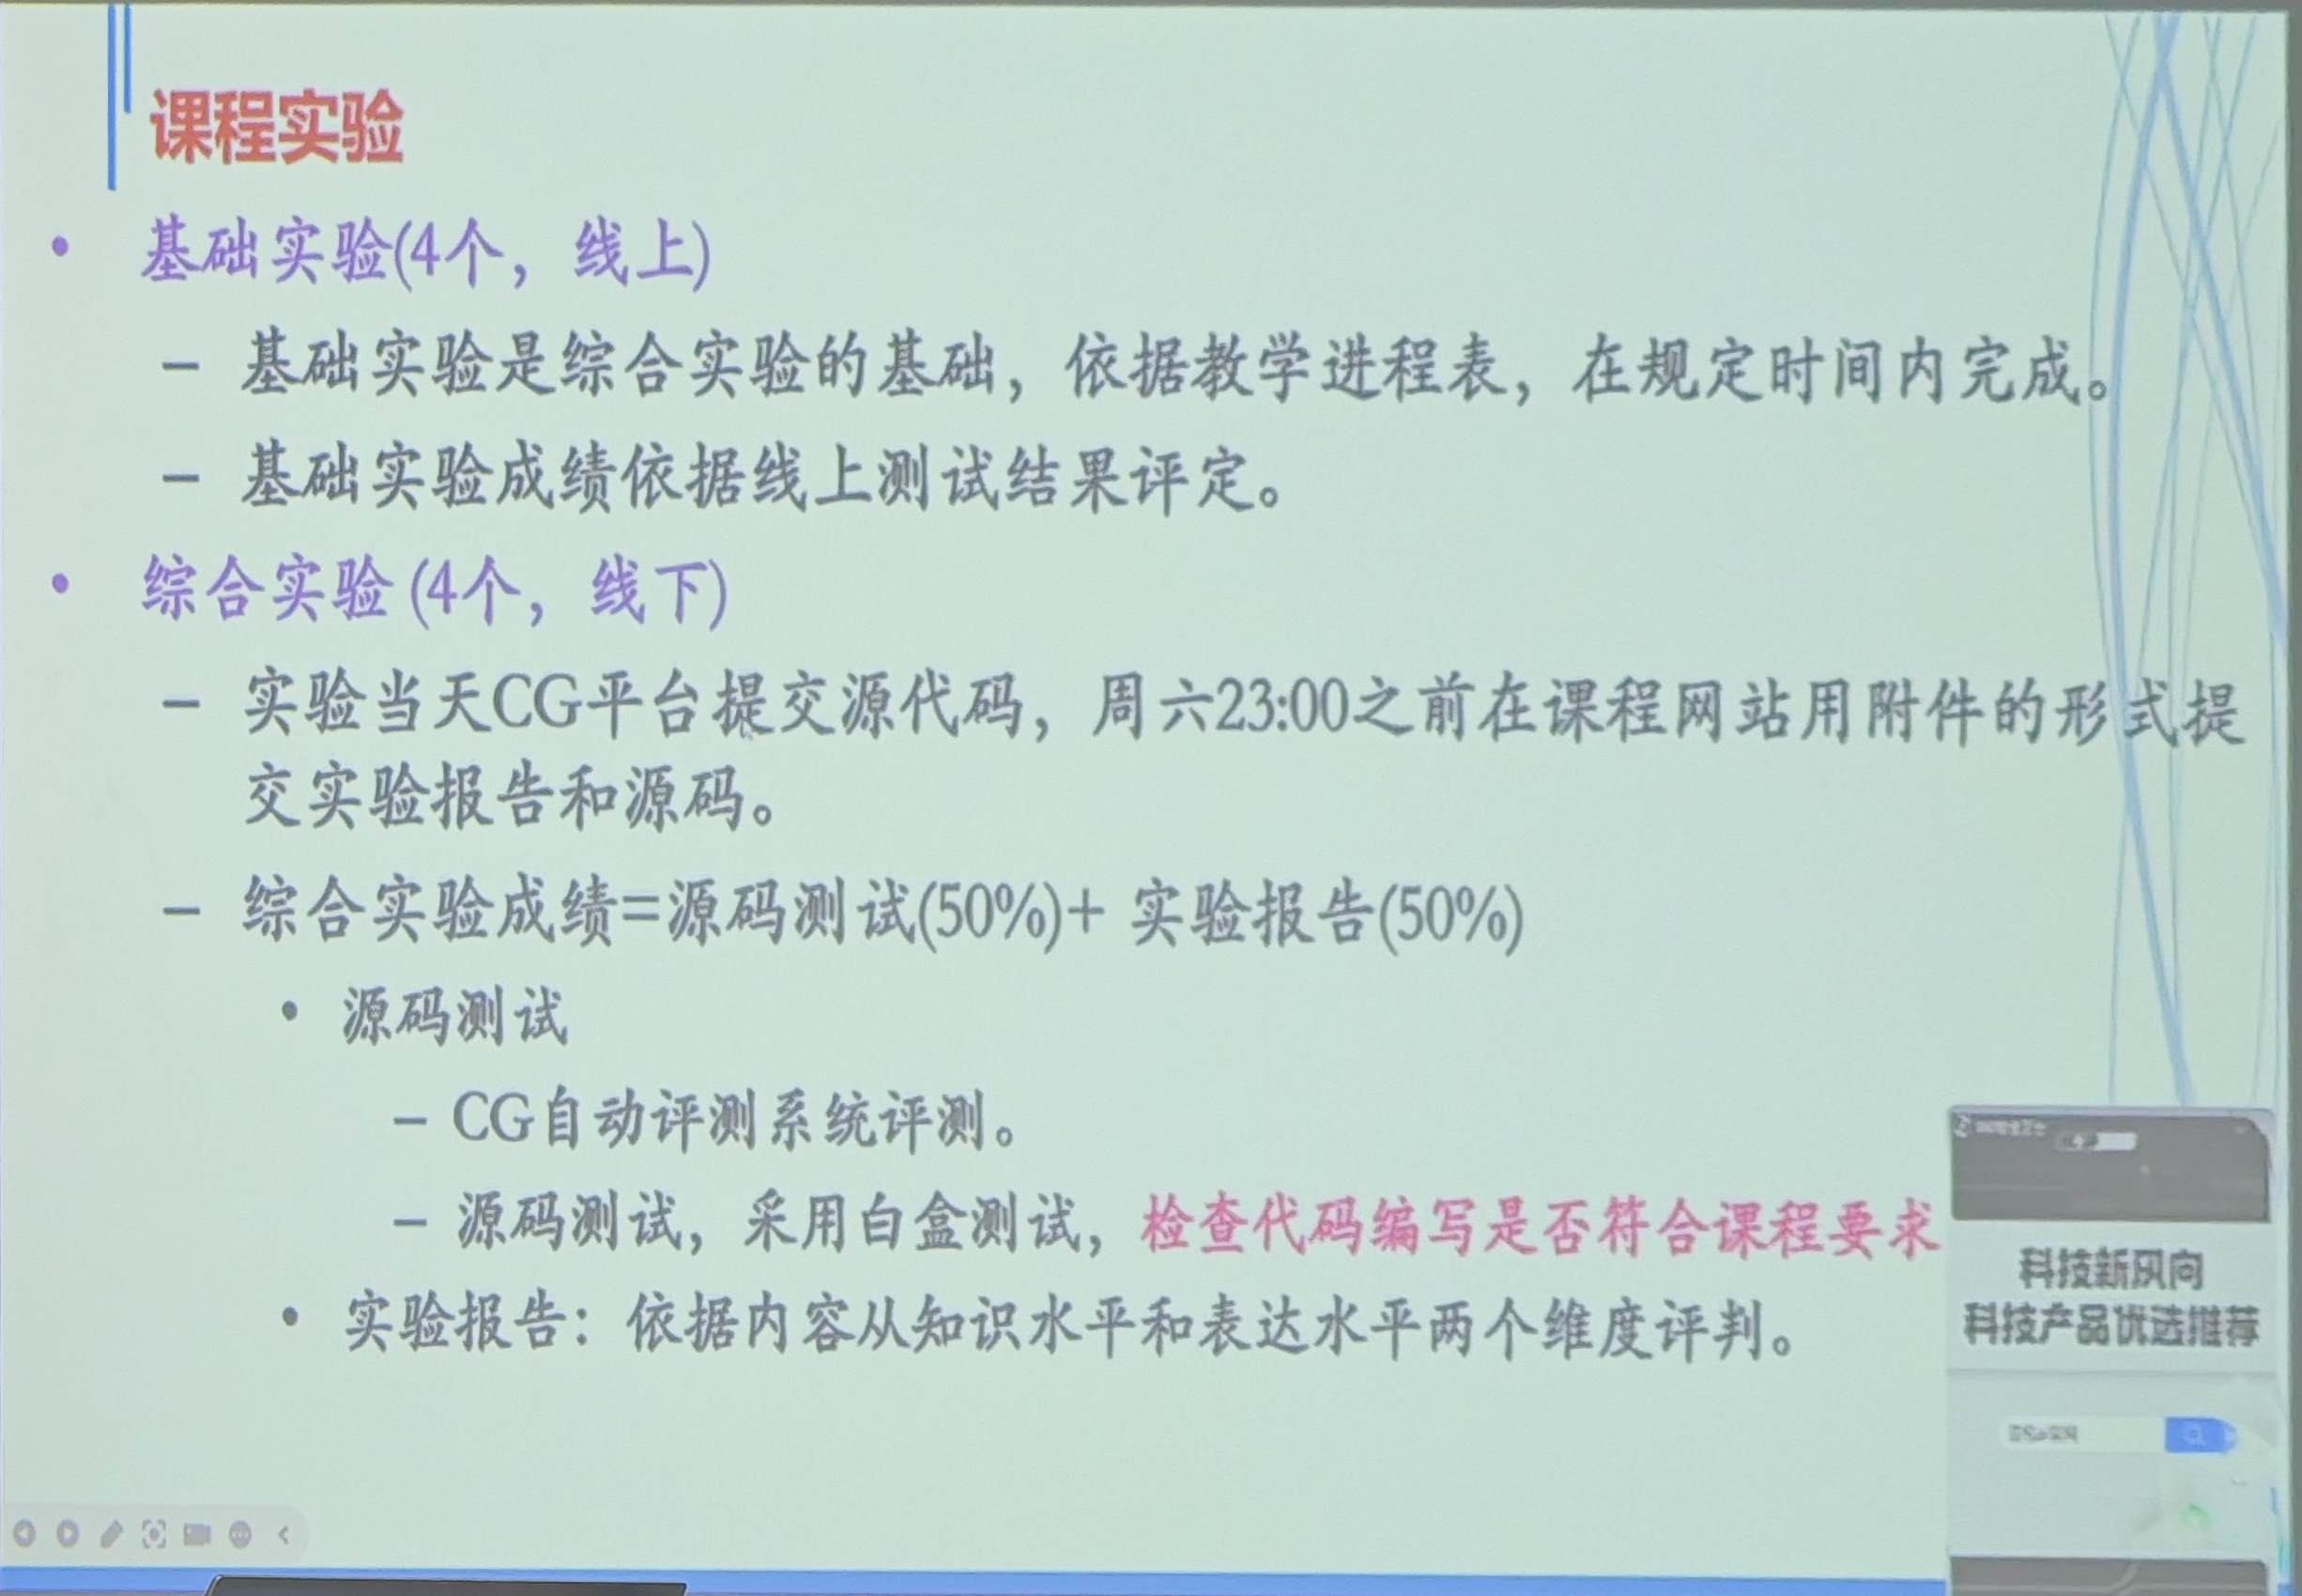 课程实验
• 基础实验(4个，线上)
– 基础实验是综合实验的基础，依据教学进程表，在规定时间内完成。
– 基础实验成绩依据线上测试结果评定。
• 综合实验 (4个，线下)
– 实验当天CG平台提交源代码，周六23:00之前在课程网站用附件的形式提
交实验报告和源码。
– 综合实验成绩=源码测试(50%)+ 实验报告(50%)
• 源码测试
– CG自动评测系统评测。
– 源码测试，采用白盒测试，检查代码编写是否符合课程要求
• 实验报告：依据内容从知识水平和表达水平两个维度评判。
科技新风向
科技产品优选推荐